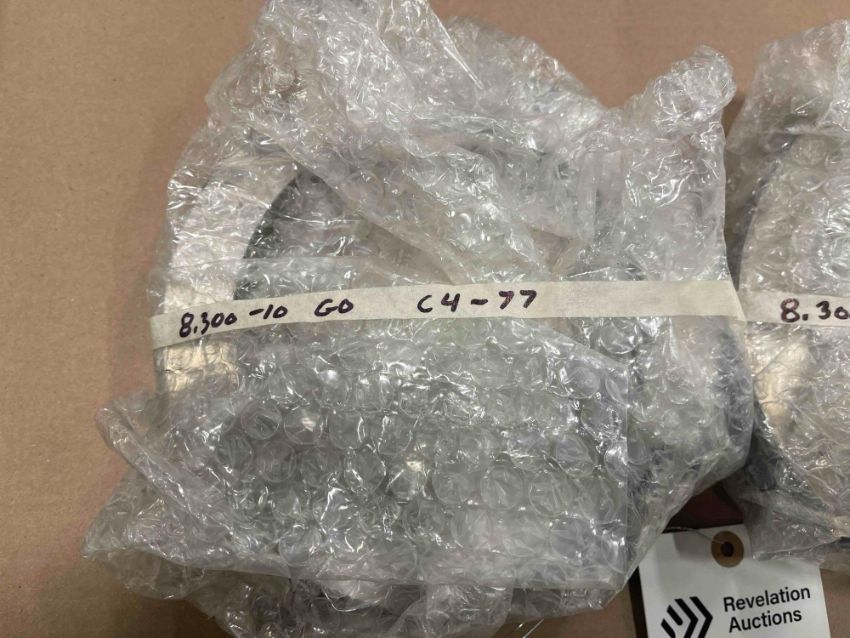 8.300-10 GO C4-77
8.30
Revelation
Auctions